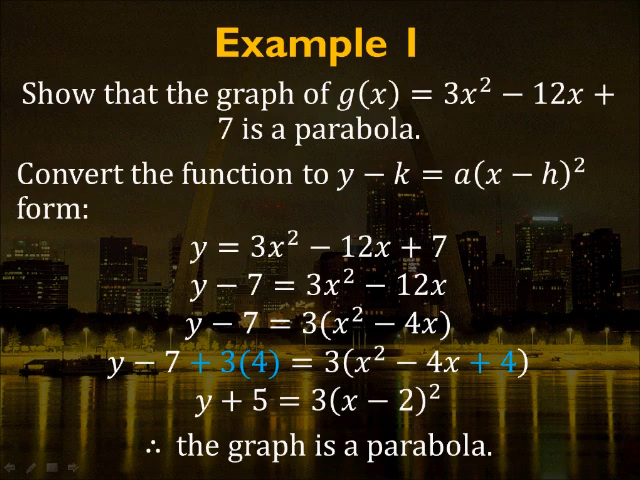 Example 1
Show that the graph of 𝑔(𝑥) = 3𝑥² − 12𝑥 +
7 is a parabola.
Convert the function to 𝑦 − 𝑘 = 𝑎(𝑥 − ℎ)²
form:
𝑦 = 3𝑥² − 12𝑥 + 7
𝑦 − 7 = 3𝑥² − 12𝑥
𝑦 − 7 = 3(𝑥² − 4𝑥)
𝑦 − 7 + 3(4) = 3(𝑥² − 4𝑥 + 4)
𝑦 + 5 = 3(𝑥 − 2)²
∴ the graph is a parabola.